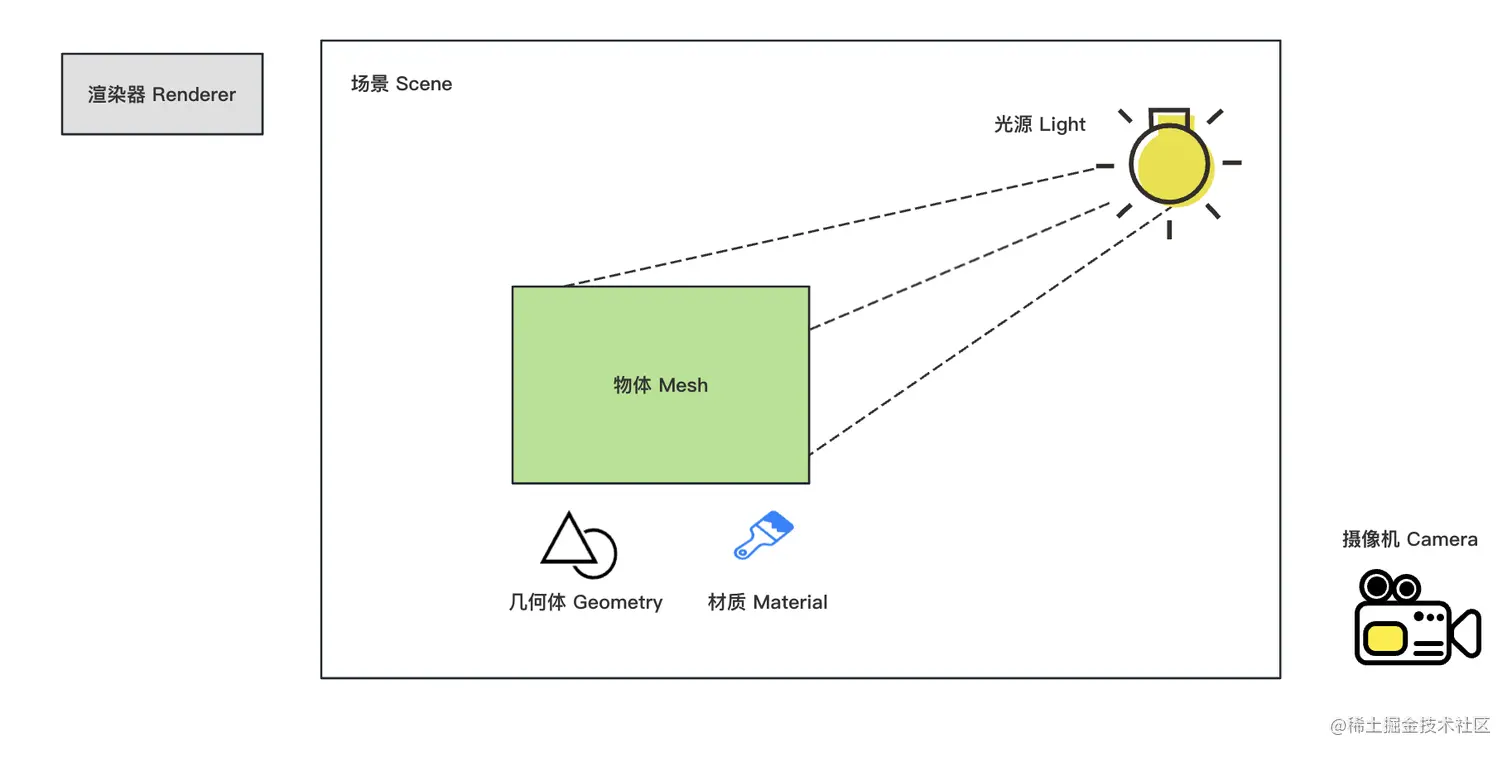 渲染器 Renderer
场景 Scene
光源 Light
物体 Mesh
几何体 Geometry
材质 Material
摄像机 Camera
@稀土掘金技术社区